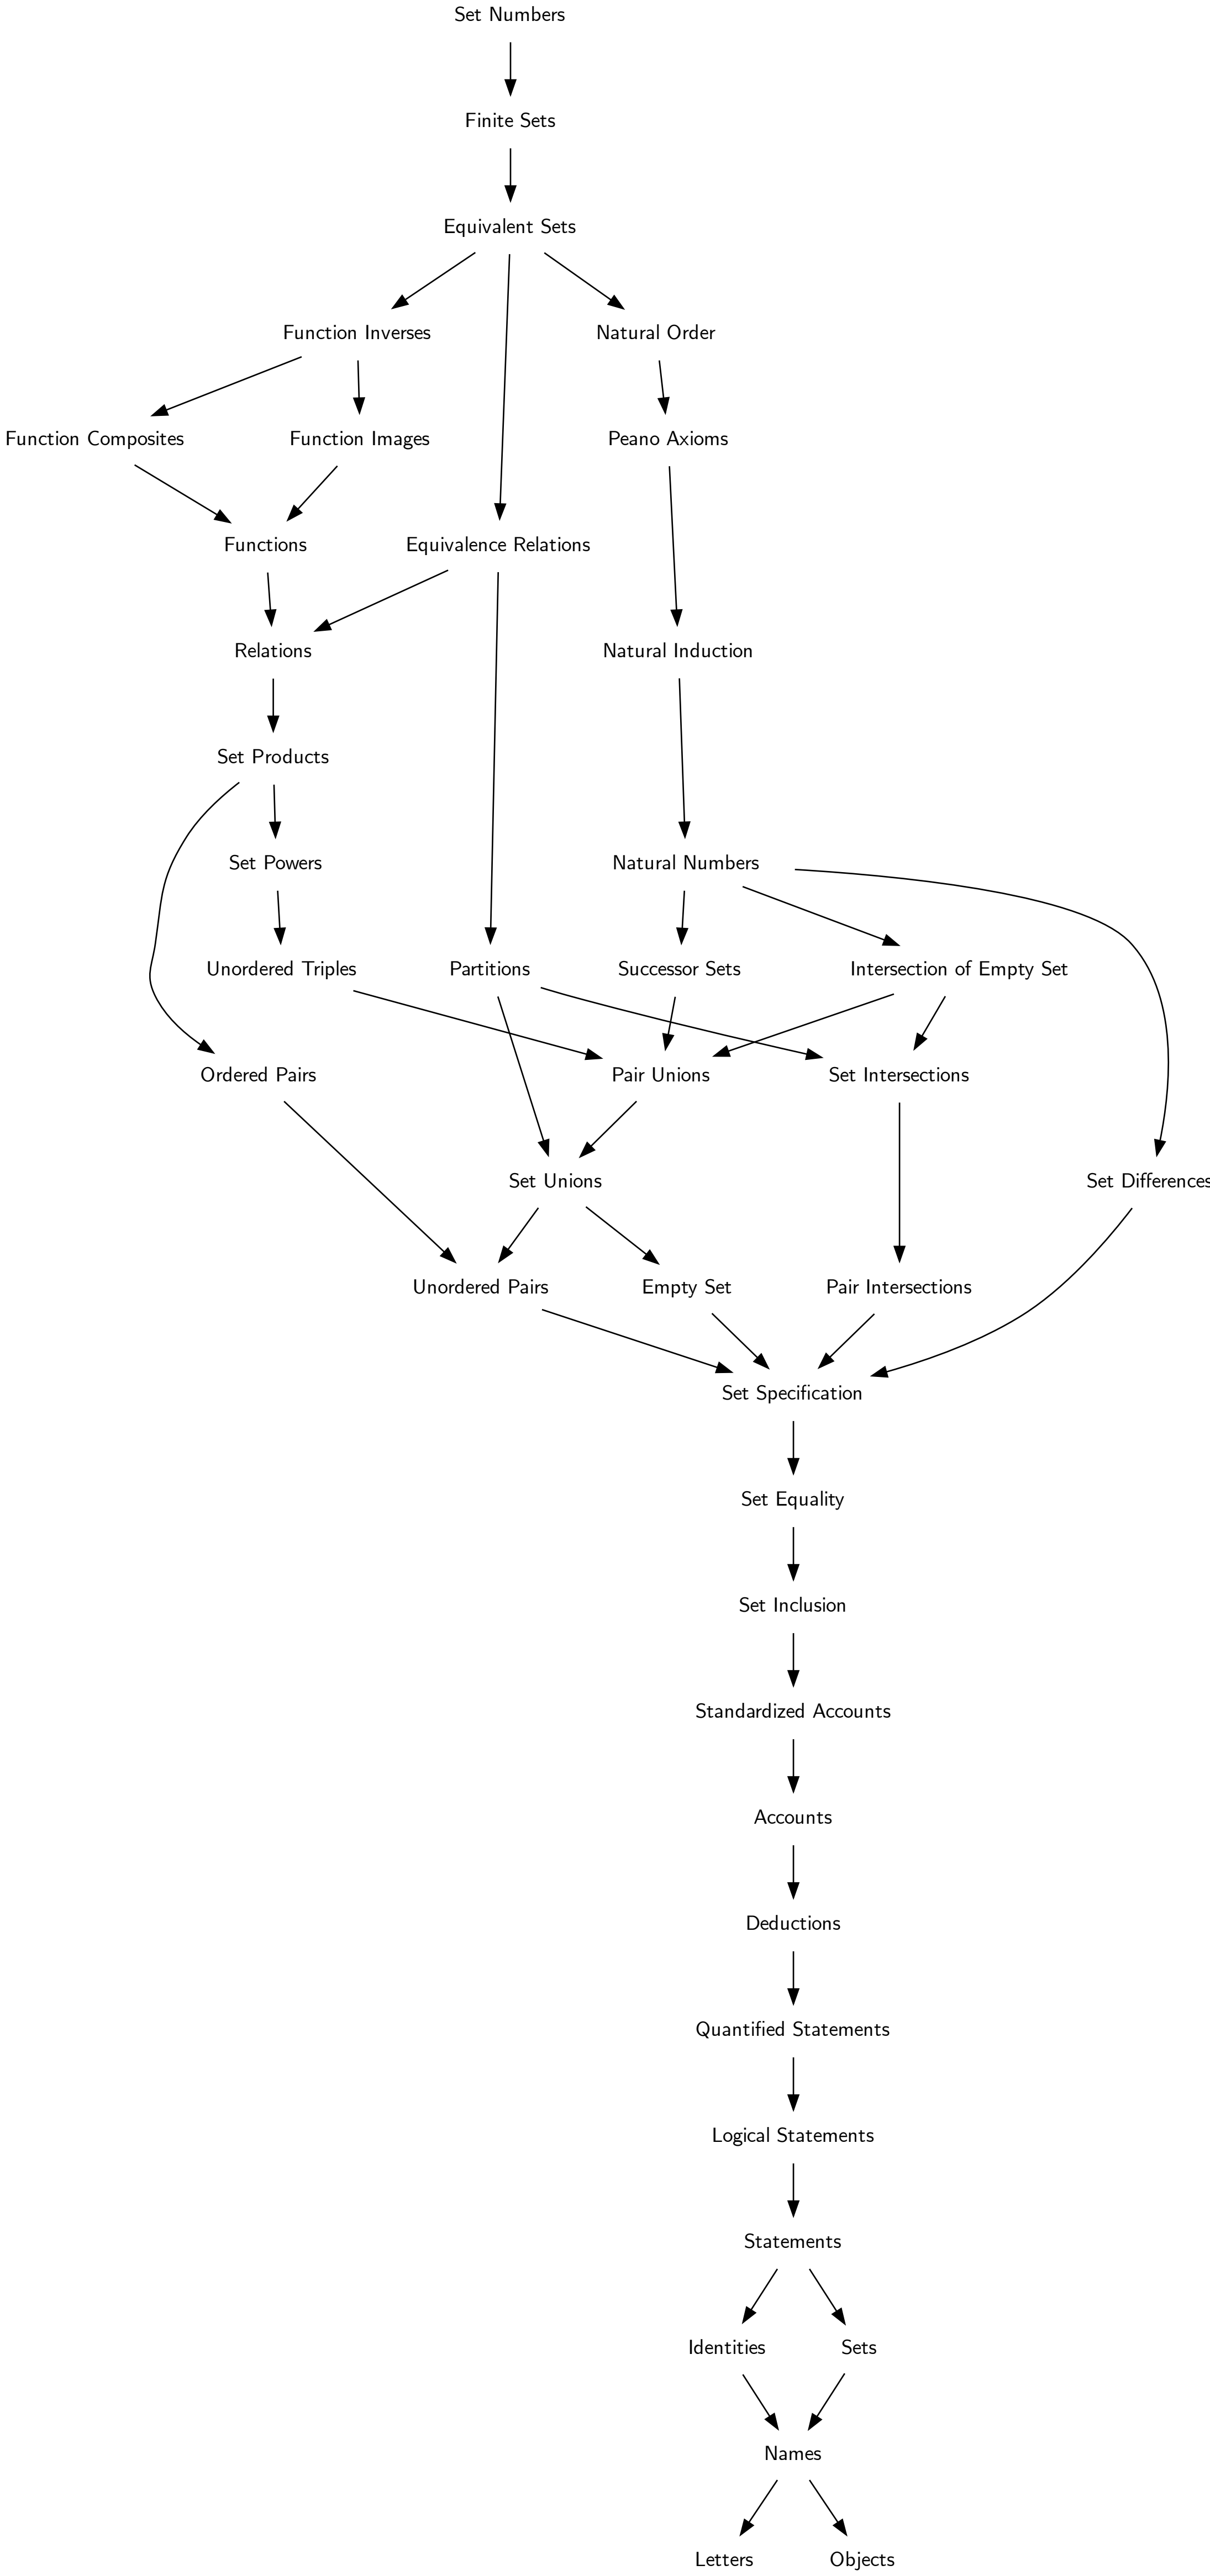 Set Numbers
Finite Sets
Equivalent Sets
Function Inverses
Natural Order
Function Composites
Function Images
Peano Axioms
Functions
Equivalence Relations
Relations
Natural Induction
Set Products
Set Powers
Natural Numbers
Unordered Triples
Partitions
Successor Sets
Intersection of Empty Set
Ordered Pairs
Pair Unions
Set Intersections
Set Unions
Set Differences
Unordered Pairs
Empty Set
Pair Intersections
Set Specification
Set Equality
Set Inclusion
Standardized Accounts
Accounts
Deductions
Quantified Statements
Logical Statements
Statements
Identities
Sets
Names
Letters
Objects